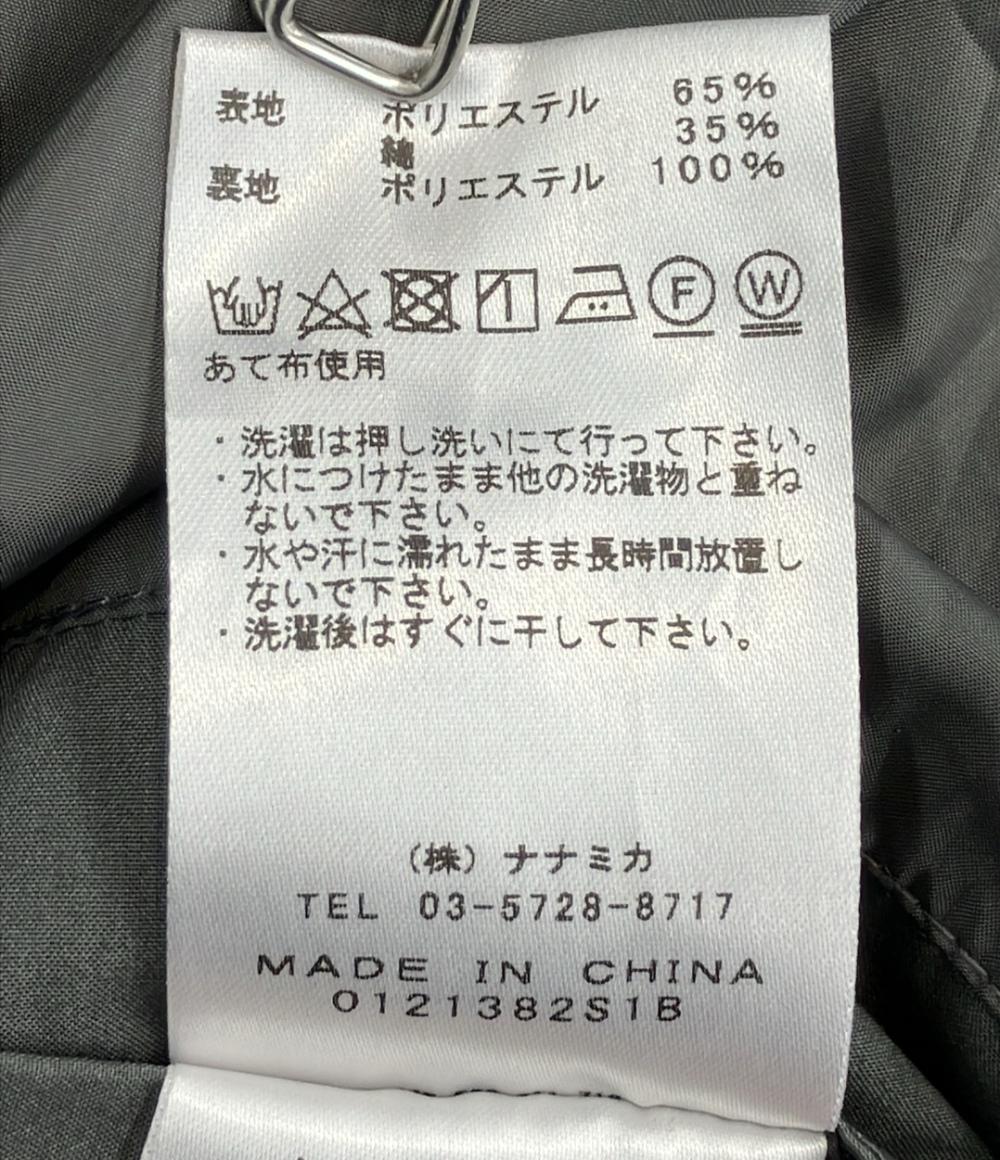 表地 ポリエステル 65%
綿 35%
裏地 ポリエステル 100%
F W
あて布使用
・洗濯は押し洗いにて行って下さい。
・水につけたまま他の洗濯物と重ね
ないで下さい。
・水や汗に濡れたまま長時間放置し
ないで下さい。
・洗濯後はすぐに干して下さい。
(株) ナナミカ
TEL 03-5728-8717
MADE IN CHINA
0121382S1B